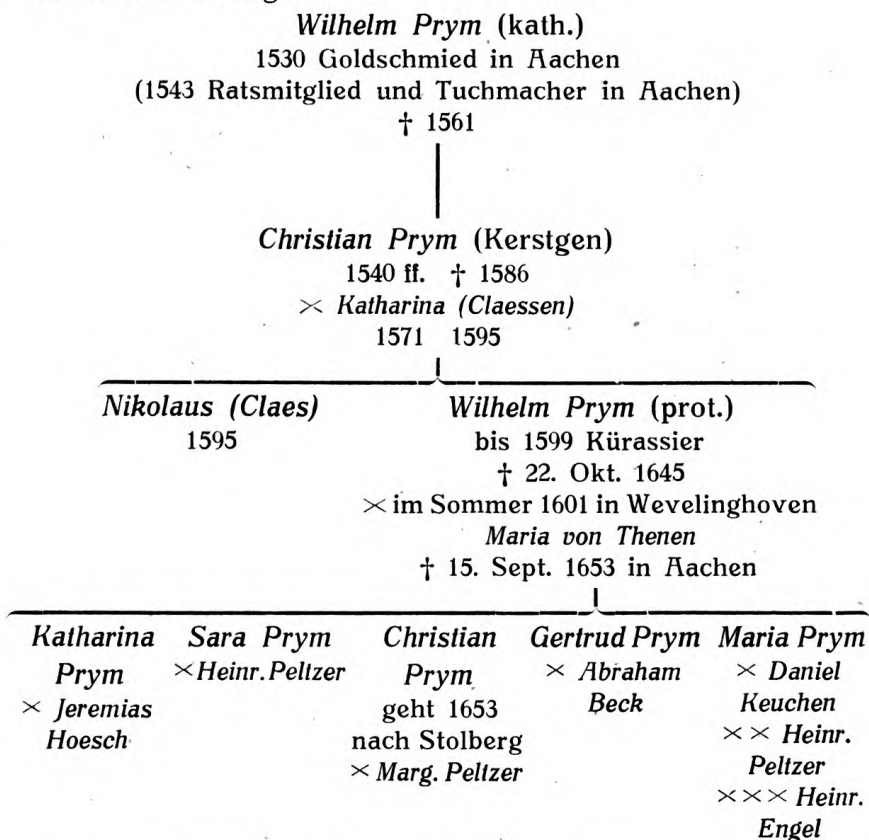 Wilhelm Prym (kath.)
1530 Goldschmied in Aachen
(1543 Ratsmitglied und Tuchmacher in Aachen)
† 1561
Christian Prym (Kerstgen)
1540 ff. † 1586
× Katharina (Claessen)
1571 1595
Nikolaus (Claes)
1595
Wilhelm Prym (prot.)
bis 1599 Kürassier
† 22. Okt. 1645
× im Sommer 1601 in Wevelinghoven
Maria von Thenen
† 15. Sept. 1653 in Aachen
Katharina
Prym
× Jeremias
Hoesch
Sara Prym
× Heinr. Peltzer
Christian
Prym
geht 1653
nach Stolberg
× Marg. Peltzer
Gertrud Prym
× Abraham
Beck
Maria Prym
× Daniel
Keuchen
×× Heinr.
Peltzer
××× Heinr.
Engel